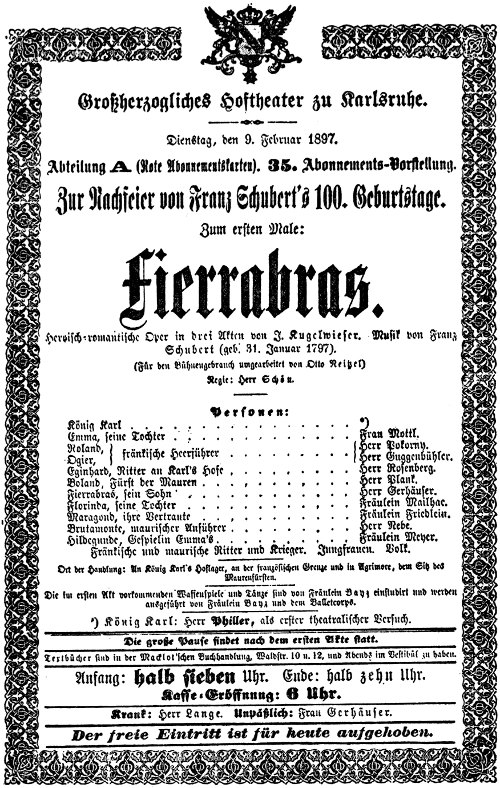 Großherzogliches Hoftheater zu Karlsruhe.
Dienstag, den 9. Februar 1897.
Abteilung A (Rote Abonnementskarten). 35. Abonnements-Vorstellung.
Zur Nachfeier von Franz Schubert's 100. Geburtstage.
Zum ersten Male:
Fierrabras.
Heroisch-romantische Oper in drei Akten von J. Kugelwieser. Musik von Franz
Schubert (geb. 31. Januar 1797).
(Für den Bühnengebrauch umgearbeitet von Otto Neitzel)
Regie: Herr Schön.
Personen:
König Karl . . . . . . . . . . . . . *)
Emma, seine Tochter . . . . . . . . . . . Frau Mottl.
Roland, } fränkische Heerführer . . . . . . . { Herr Pokorny.
Ogier, { Herr Guggenbühler.
Eginhard, Ritter an Karl's Hofe . . . . . . . . Herr Rosenberg.
Boland, Fürst der Mauren . . . . . . . . . Herr Plank.
Fierrabras, sein Sohn . . . . . . . . . . Herr Gerhäuser.
Florinda, seine Tochter . . . . . . . . . . Fräulein Mailhac.
Maragond, ihre Vertraute . . . . . . . . . Fräulein Friedlein.
Brutamonte, maurischer Anführer . . . . . . . Herr Nebe.
Hildegunde, Gespielin Emma's . . . . . . . . Fräulein Meyer.
Fränkische und maurische Ritter und Krieger. Jungfrauen. Volk.
Ort der Handlung: An König Karl's Hoflager, an der französischen Grenze und in Agrimore, dem Sitz des
Maurenfürsten.
Die im ersten Akt vorkommenden Waffenspiele und Tänze sind von Fräulein Bayz einstudirt und werden
ausgeführt von Fräulein Bayz und dem Balletcorps.
*) König Karl: Herr Philler, als erster theatralischer Versuch.
Die große Pause findet nach dem ersten Akte statt.
Textbücher sind in der Macklot'schen Buchhandlung, Waldstr. 10 u. 12, und Abends im Vestibül zu haben.
Anfang: halb sieben Uhr. Ende: halb zehn Uhr.
Kasse-Eröffnung: 6 Uhr.
Krank: Herr Lange. Unpäßlich: Frau Gerhäuser.
Der freie Eintritt ist für heute aufgehoben.